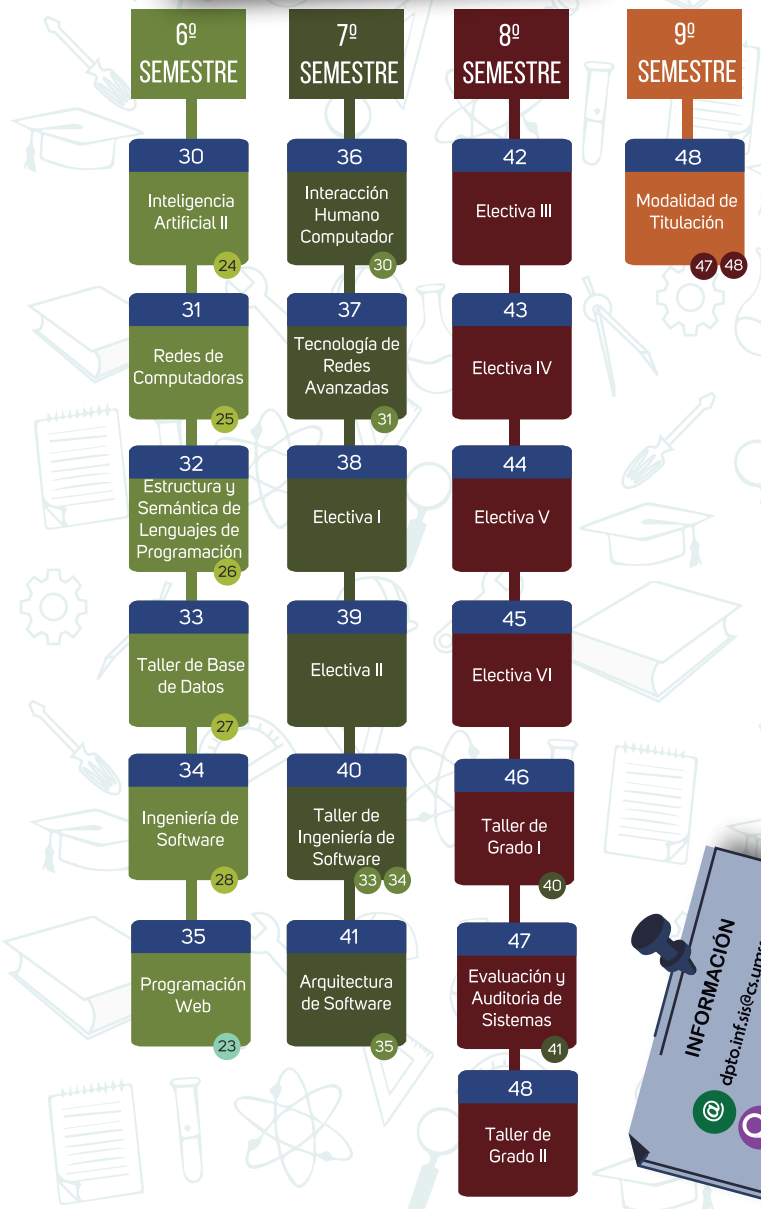 6º
SEMESTRE
30
Inteligencia
Artificial II
24
31
Redes de
Computadoras
25
32
Estructura y
Semántica de
Lenguajes de
Programación
26
33
Taller de Base
de Datos
27
34
Ingeniería de
Software
28
35
Programación
Web
23
7º
SEMESTRE
36
Interacción
Humano
Computador
30
37
Tecnología de
Redes
Avanzadas
31
38
Electiva I
39
Electiva II
40
Taller de
Ingeniería de
Software
33 34
41
Arquitectura
de Software
35
8º
SEMESTRE
42
Electiva III
43
Electiva IV
44
Electiva V
45
Electiva VI
46
Taller de
Grado I
40
47
Evaluación y
Auditoria de
Sistemas
41
48
Taller de
Grado II
9º
SEMESTRE
48
Modalidad de
Titulación
47 48
INFORMACIÓN
@ dpto.inf.sis@cs.ums